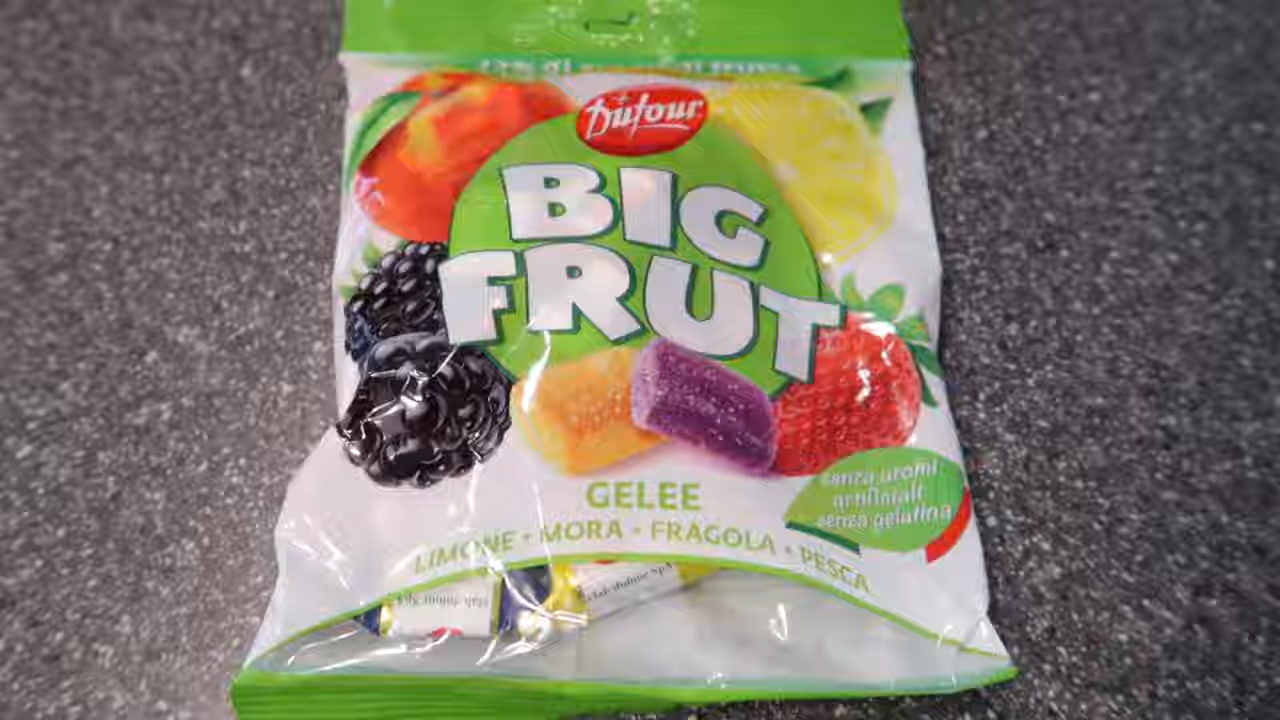 Dufour
BIG
FRUT
GELEE
LIMONE • MORA • FRAGOLA • PESCA
senza aromi
artificiali
senza gelatina